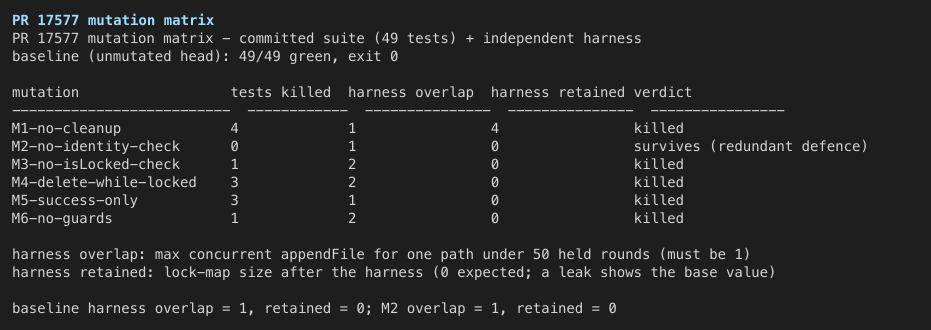 PR 17577 mutation matrix
PR 17577 mutation matrix – committed suite (49 tests) + independent harness
baseline (unmutated head): 49/49 green, exit 0
mutation tests killed harness overlap harness retained verdict
M1-no-cleanup 4 1 4 killed
M2-no-identity-check 0 1 0 survives (redundant defence)
M3-no-isLocked-check 1 2 0 killed
M4-delete-while-locked 3 2 0 killed
M5-success-only 3 1 0 killed
M6-no-guards 1 2 0 killed
harness overlap: max concurrent appendFile for one path under 50 held rounds (must be 1)
harness retained: lock-map size after the harness (0 expected; a leak shows the base value)
baseline harness overlap = 1, retained = 0; M2 overlap = 1, retained = 0